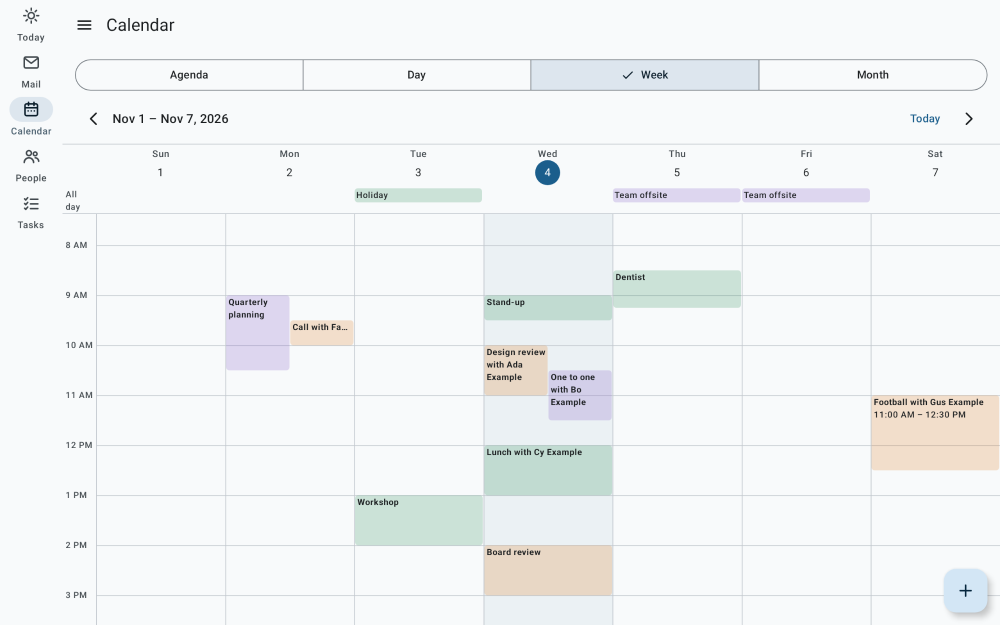 Today
Mail
Calendar
People
Tasks
Calendar
Agenda
Day
Week
Month
Nov 1 – Nov 7, 2026
Today
Sun
Mon
Tue
Wed
Thu
Fri
Sat
1
2
3
4
5
6
7
All
day
Holiday
Team offsite
Team offsite
8 AM
Dentist
9 AM
Quarterly
planning
Stand-up
Call with Fa…
10 AM
Design review
with Ada
Example
One to one
with Bo
Example
11 AM
Football with Gus Example
11:00 AM – 12:30 PM
12 PM
Lunch with Cy Example
1 PM
Workshop
2 PM
Board review
3 PM